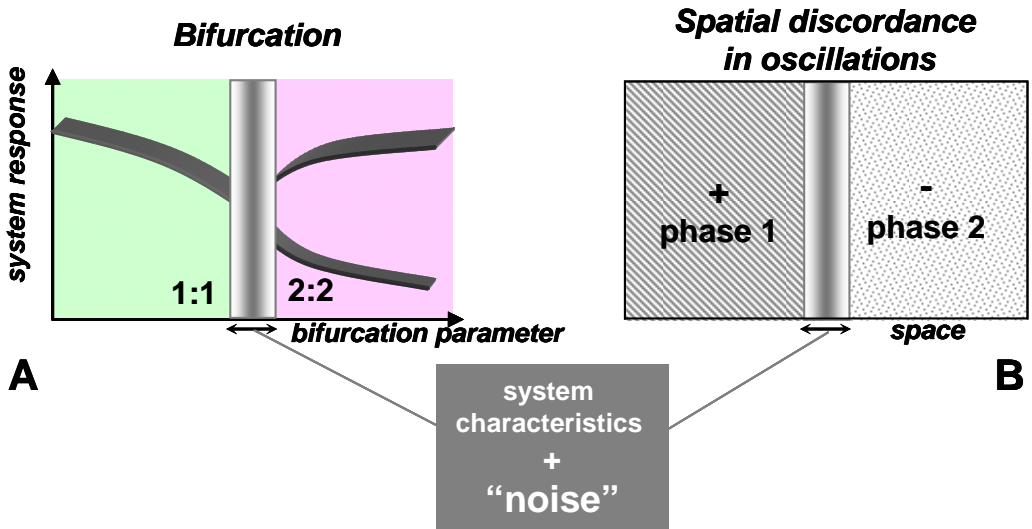 Bifurcation
system response
1:1
2:2
bifurcation parameter
A
Spatial discordance
in oscillations
+
phase 1
-
phase 2
space
B
system
characteristics
+
“noise”